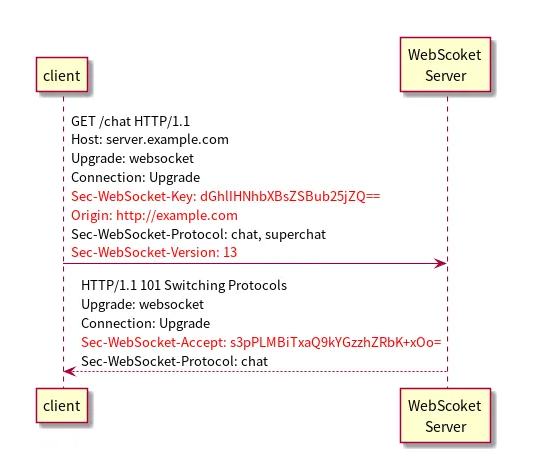 client
WebScoket
Server
GET /chat HTTP/1.1
Host: server.example.com
Upgrade: websocket
Connection: Upgrade
Sec-WebSocket-Key: dGhlIHNhbXBsZSBub25jZQ==
Origin: http://example.com
Sec-WebSocket-Protocol: chat, superchat
Sec-WebSocket-Version: 13
HTTP/1.1 101 Switching Protocols
Upgrade: websocket
Connection: Upgrade
Sec-WebSocket-Accept: s3pPLMBiTxaQ9kYGzzhZRbK+xOo=
Sec-WebSocket-Protocol: chat
client
WebScoket
Server